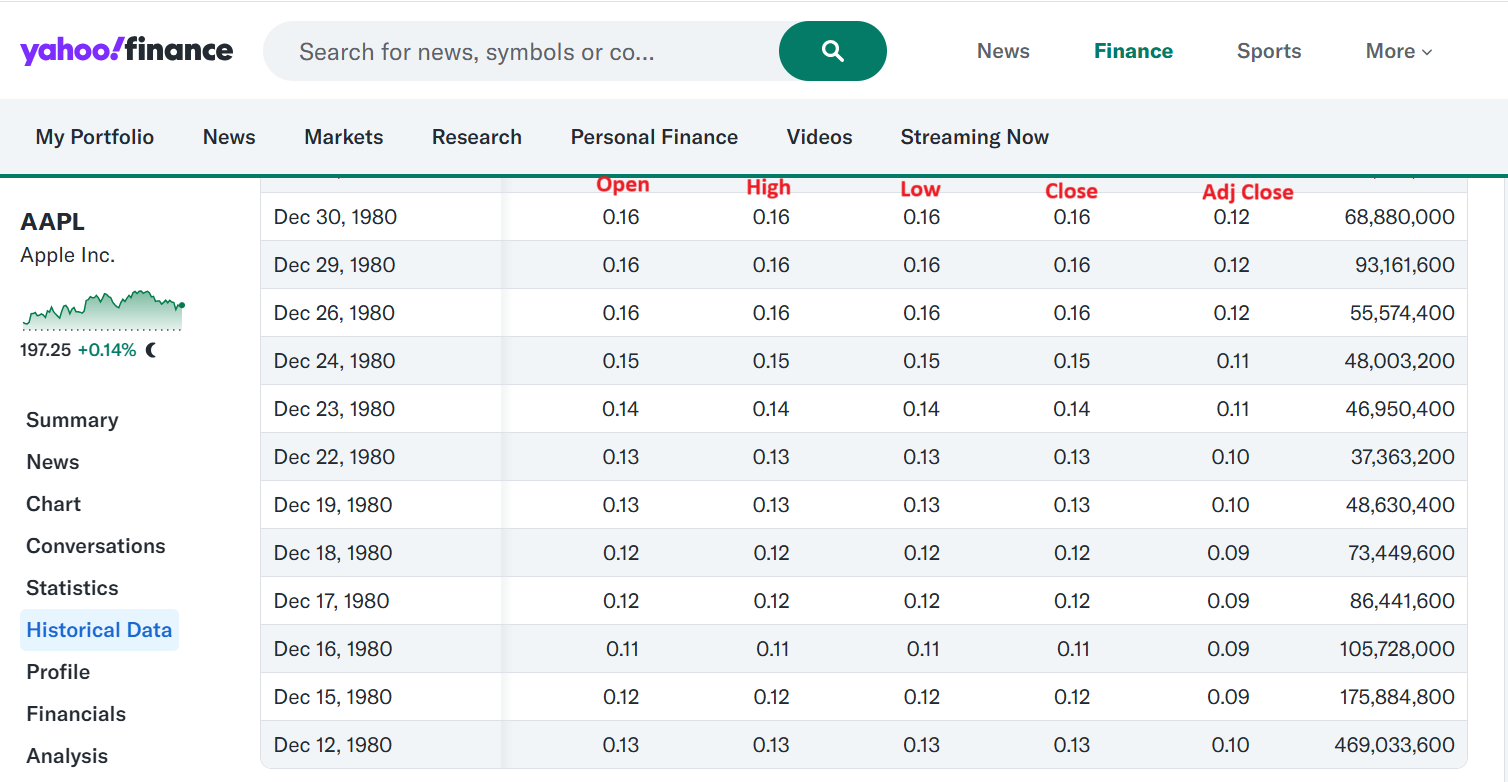 yahoo!finance Search for news, symbols or co... News Finance Sports More
My Portfolio News Markets Research Personal Finance Videos Streaming Now
Open High Low Close Adj Close
AAPL
Apple Inc.
197.25 +0.14%
Summary
News
Chart
Conversations
Statistics
Historical Data
Profile
Financials
Analysis
Dec 30, 1980 0.16 0.16 0.16 0.16 0.12 68,880,000
Dec 29, 1980 0.16 0.16 0.16 0.16 0.12 93,161,600
Dec 26, 1980 0.16 0.16 0.16 0.16 0.12 55,574,400
Dec 24, 1980 0.15 0.15 0.15 0.15 0.11 48,003,200
Dec 23, 1980 0.14 0.14 0.14 0.14 0.11 46,950,400
Dec 22, 1980 0.13 0.13 0.13 0.13 0.10 37,363,200
Dec 19, 1980 0.13 0.13 0.13 0.13 0.10 48,630,400
Dec 18, 1980 0.12 0.12 0.12 0.12 0.09 73,449,600
Dec 17, 1980 0.12 0.12 0.12 0.12 0.09 86,441,600
Dec 16, 1980 0.11 0.11 0.11 0.11 0.09 105,728,000
Dec 15, 1980 0.12 0.12 0.12 0.12 0.09 175,884,800
Dec 12, 1980 0.13 0.13 0.13 0.13 0.10 469,033,600